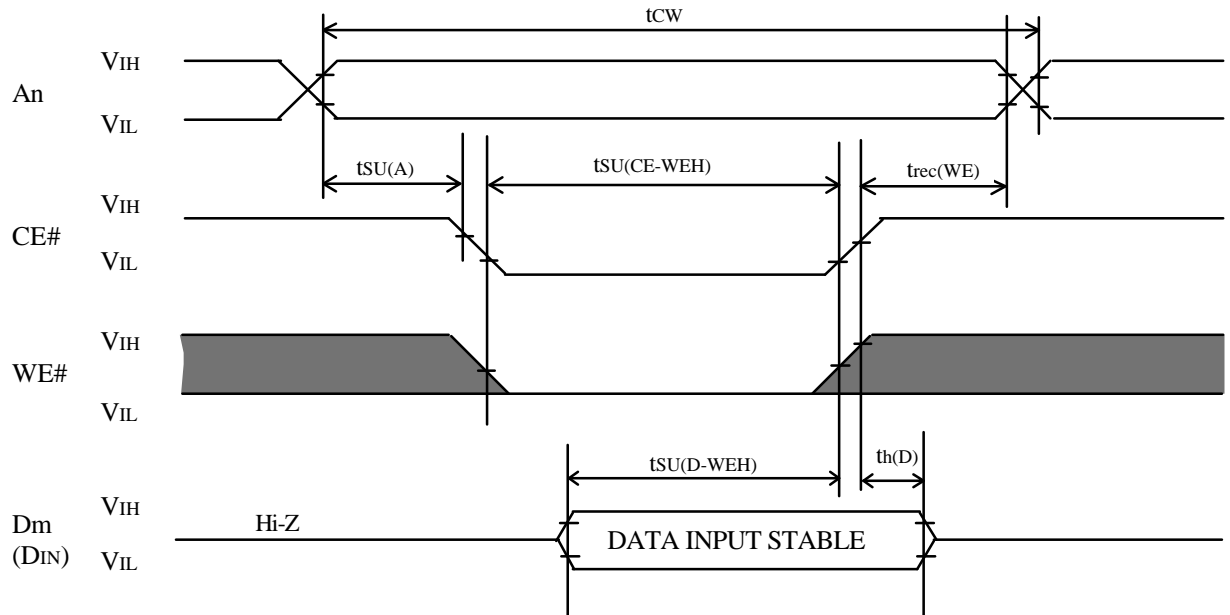 tCW
VIH
An
VIL
tSU(A)
tSU(CE-WEH)
trec(WE)
VIH
CE#
VIL
VIH
WE#
VIL
tSU(D-WEH)
th(D)
VIH
Hi-Z
Dm
(DIN)
DATA INPUT STABLE
VIL